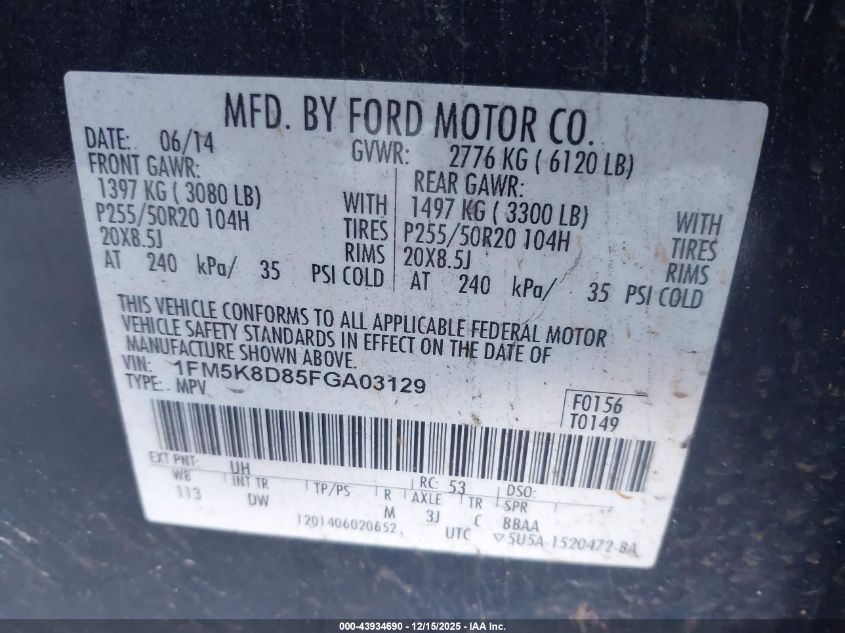 MFD. BY FORD MOTOR CO.
DATE: 06/14 GVWR: 2776 KG ( 6120 LB)
FRONT GAWR: REAR GAWR:
1397 KG ( 3080 LB) WITH 1497 KG ( 3300 LB) WITH
P255/50R20 104H TIRES P255/50R20 104H TIRES
20X8.5J RIMS 20X8.5J RIMS
AT 240 kPa/ 35 PSI COLD AT 240 kPa/ 35 PSI COLD
THIS VEHICLE CONFORMS TO ALL APPLICABLE FEDERAL MOTOR
VEHICLE SAFETY STANDARDS IN EFFECT ON THE DATE OF
MANUFACTURE SHOWN ABOVE.
VIN: 1FM5K8D85FGA03129
TYPE: MPV
F0156
T0149
EXT PNT: UH RC: 53 DSO:
WB INT TR TP/PS R AXLE TR SPR
113 DW M 3J C BBAA
1201406020652, UTC ▽5U5A-1520472-BA
000-43934690 - 12/15/2025 - IAA Inc.